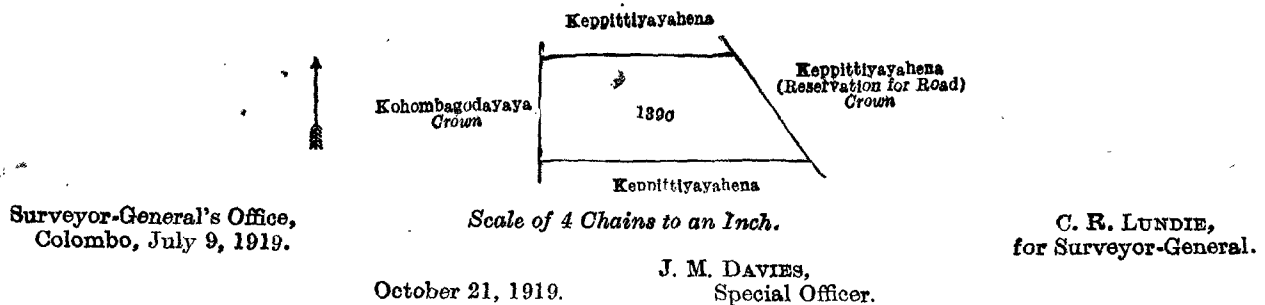 Keppittiyayahena
Keppittiyayahena
(Reservation for Road)
Crown
Kohombagodayaya
Crown
1390
Keppittiyayahena
Surveyor-General's Office,
Colombo, July 9, 1919.
Scale of 4 Chains to an Inch.
C. R. LUNDIE,
for Surveyor-General.
J. M. DAVIES,
October 21, 1919. Special Officer.